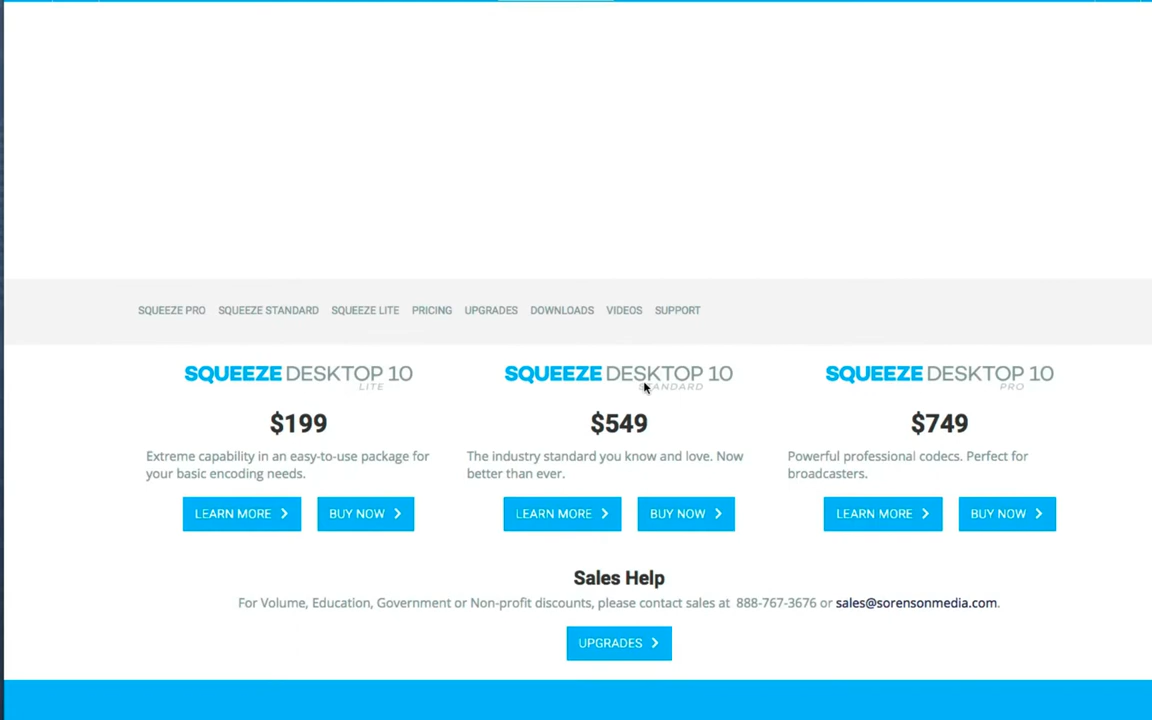 SQUEEZE PRO SQUEEZE STANDARD SQUEEZE LITE PRICING UPGRADES DOWNLOADS VIDEOS SUPPORT
SQUEEZE DESKTOP 10
LITE
$199
Extreme capability in an easy-to-use package for
your basic encoding needs.
LEARN MORE
BUY NOW
SQUEEZE DESKTOP 10
STANDARD
$549
The industry standard you know and love. Now
better than ever.
LEARN MORE
BUY NOW
SQUEEZE DESKTOP 10
PRO
$749
Powerful professional codecs. Perfect for
broadcasters.
LEARN MORE
BUY NOW
Sales Help
For Volume, Education, Government or Non-profit discounts, please contact sales at 888-767-3676 or sales@sorensonmedia.com.
UPGRADES